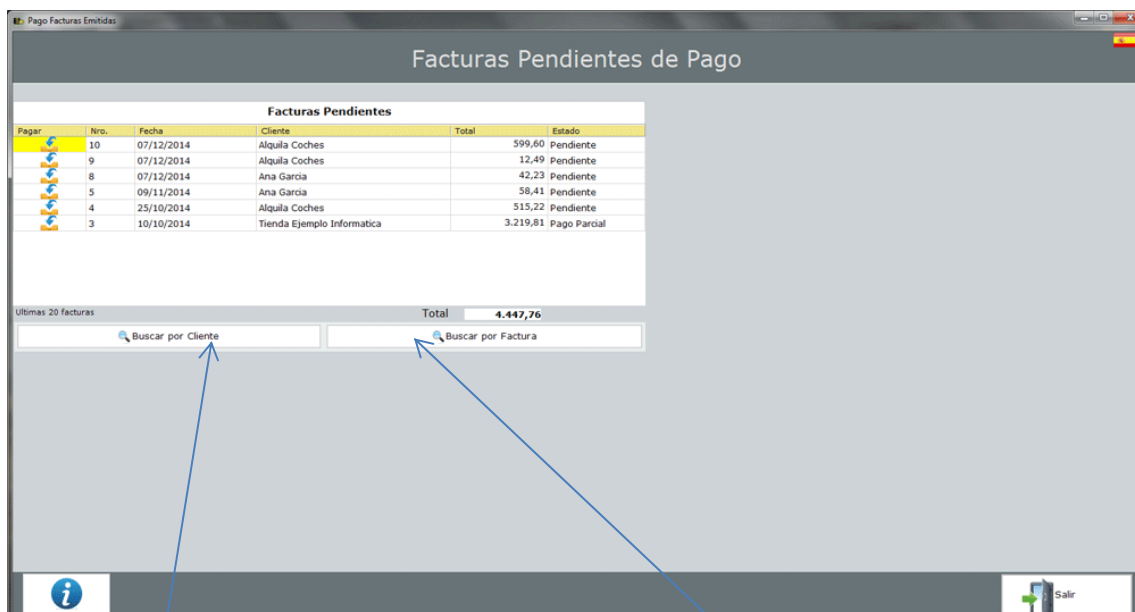 Pago Facturas Emitidas
Facturas Pendientes de Pago
Facturas Pendientes
Pagar Nro. Fecha Cliente Total Estado
10 07/12/2014 Alquila Coches 599,60 Pendiente
9 07/12/2014 Alquila Coches 12,49 Pendiente
8 07/12/2014 Ana Garcia 42,23 Pendiente
5 09/11/2014 Ana Garcia 58,41 Pendiente
4 25/10/2014 Alquila Coches 515,22 Pendiente
3 10/10/2014 Tienda Ejemplo Informatica 3.219,81 Pago Parcial
Ultimas 20 facturas Total 4.447,76
Buscar por Cliente Buscar por Factura
Salir